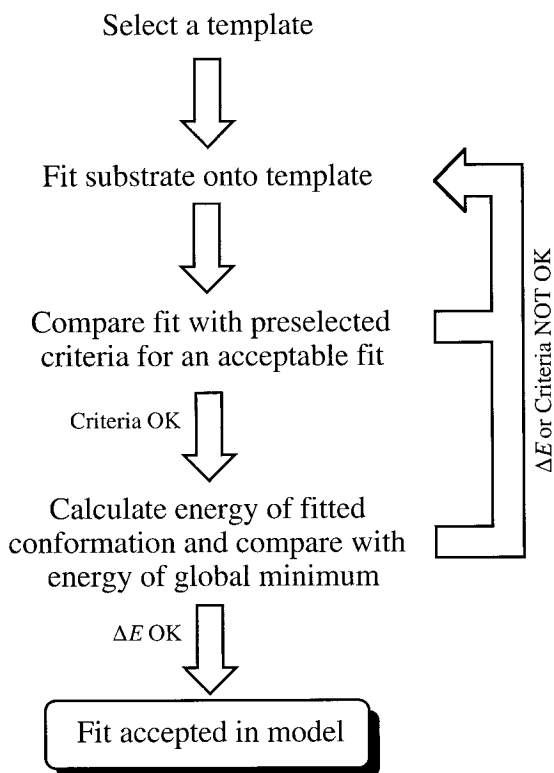 Select a template
Fit substrate onto template
Compare fit with preselected
criteria for an acceptable fit
Criteria OK
Calculate energy of fitted
conformation and compare with
energy of global minimum
ΔE OK
Fit accepted in model
ΔE or Criteria NOT OK